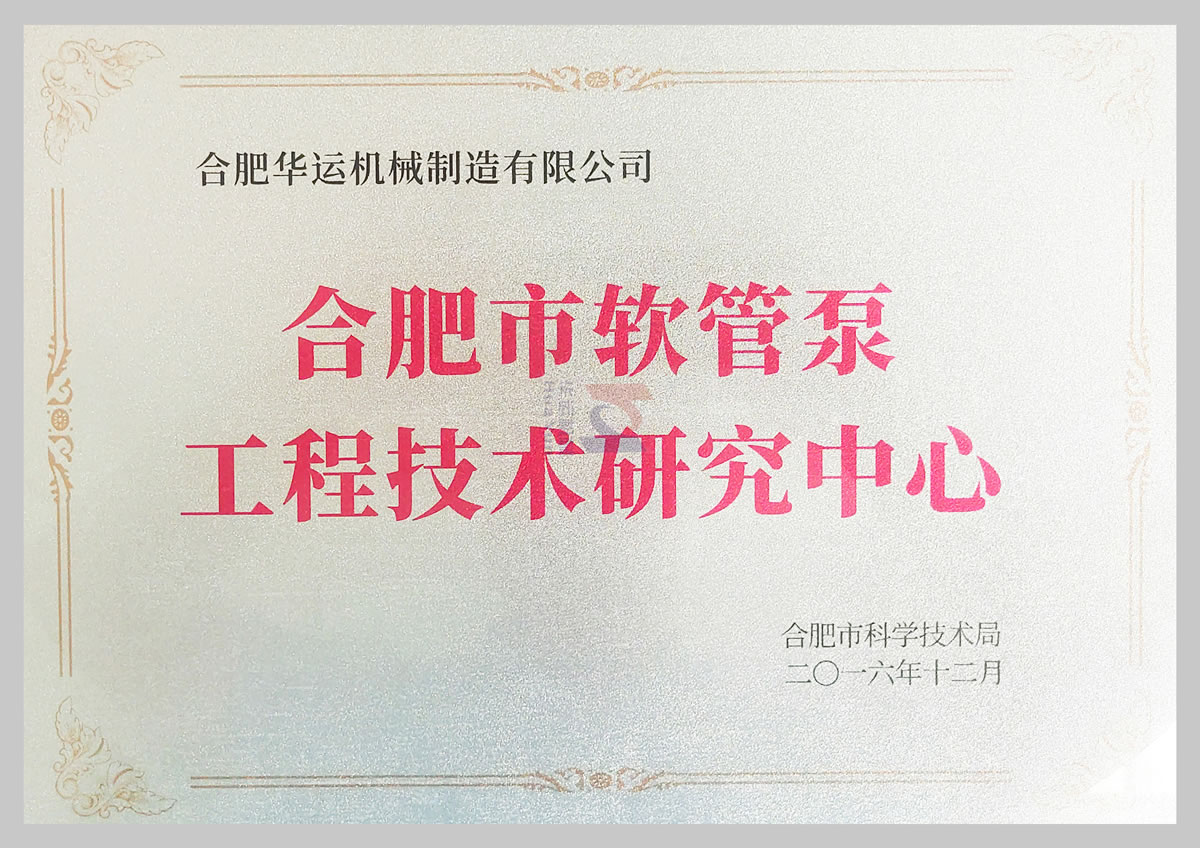 合肥华运机械制造有限公司
合肥市软管泵
工程技术研究中心
合肥市科学技术局
二〇一六年十二月